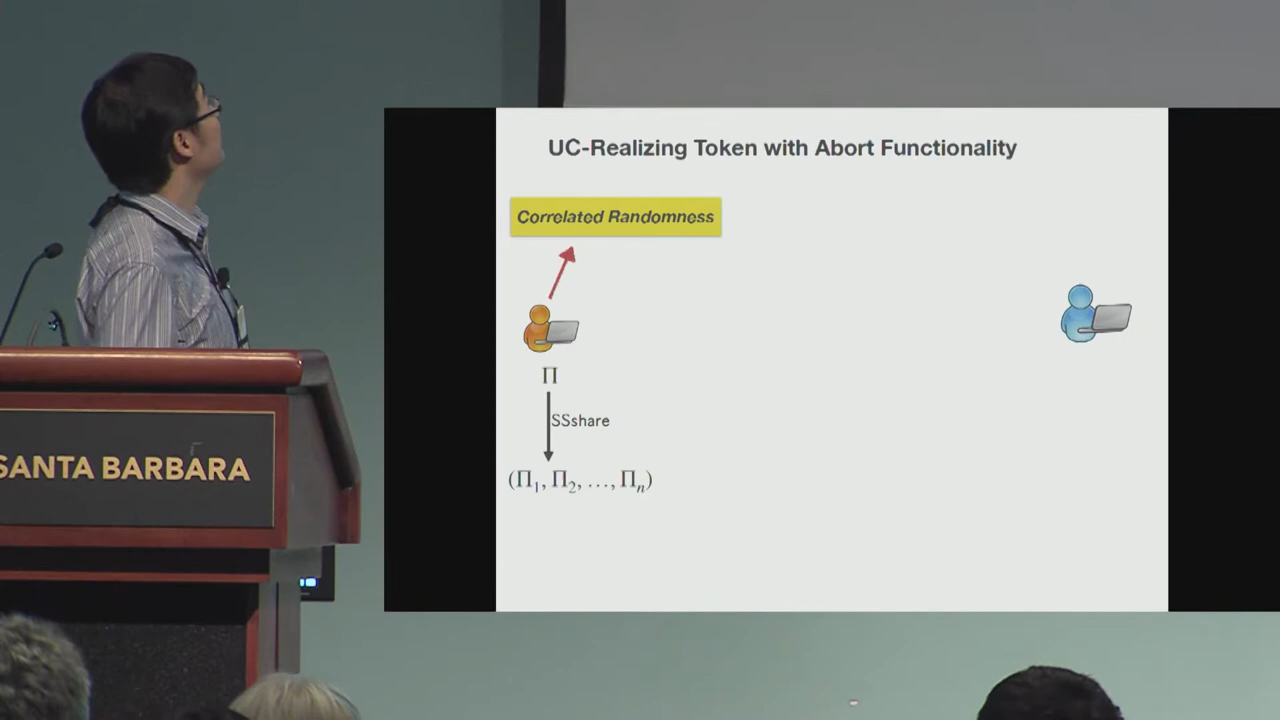 UC-Realizing Token with Abort Functionality
Correlated Randomness
Π
SSshare
(Π₁, Π₂, …, Πₙ)
SANTA BARBARA